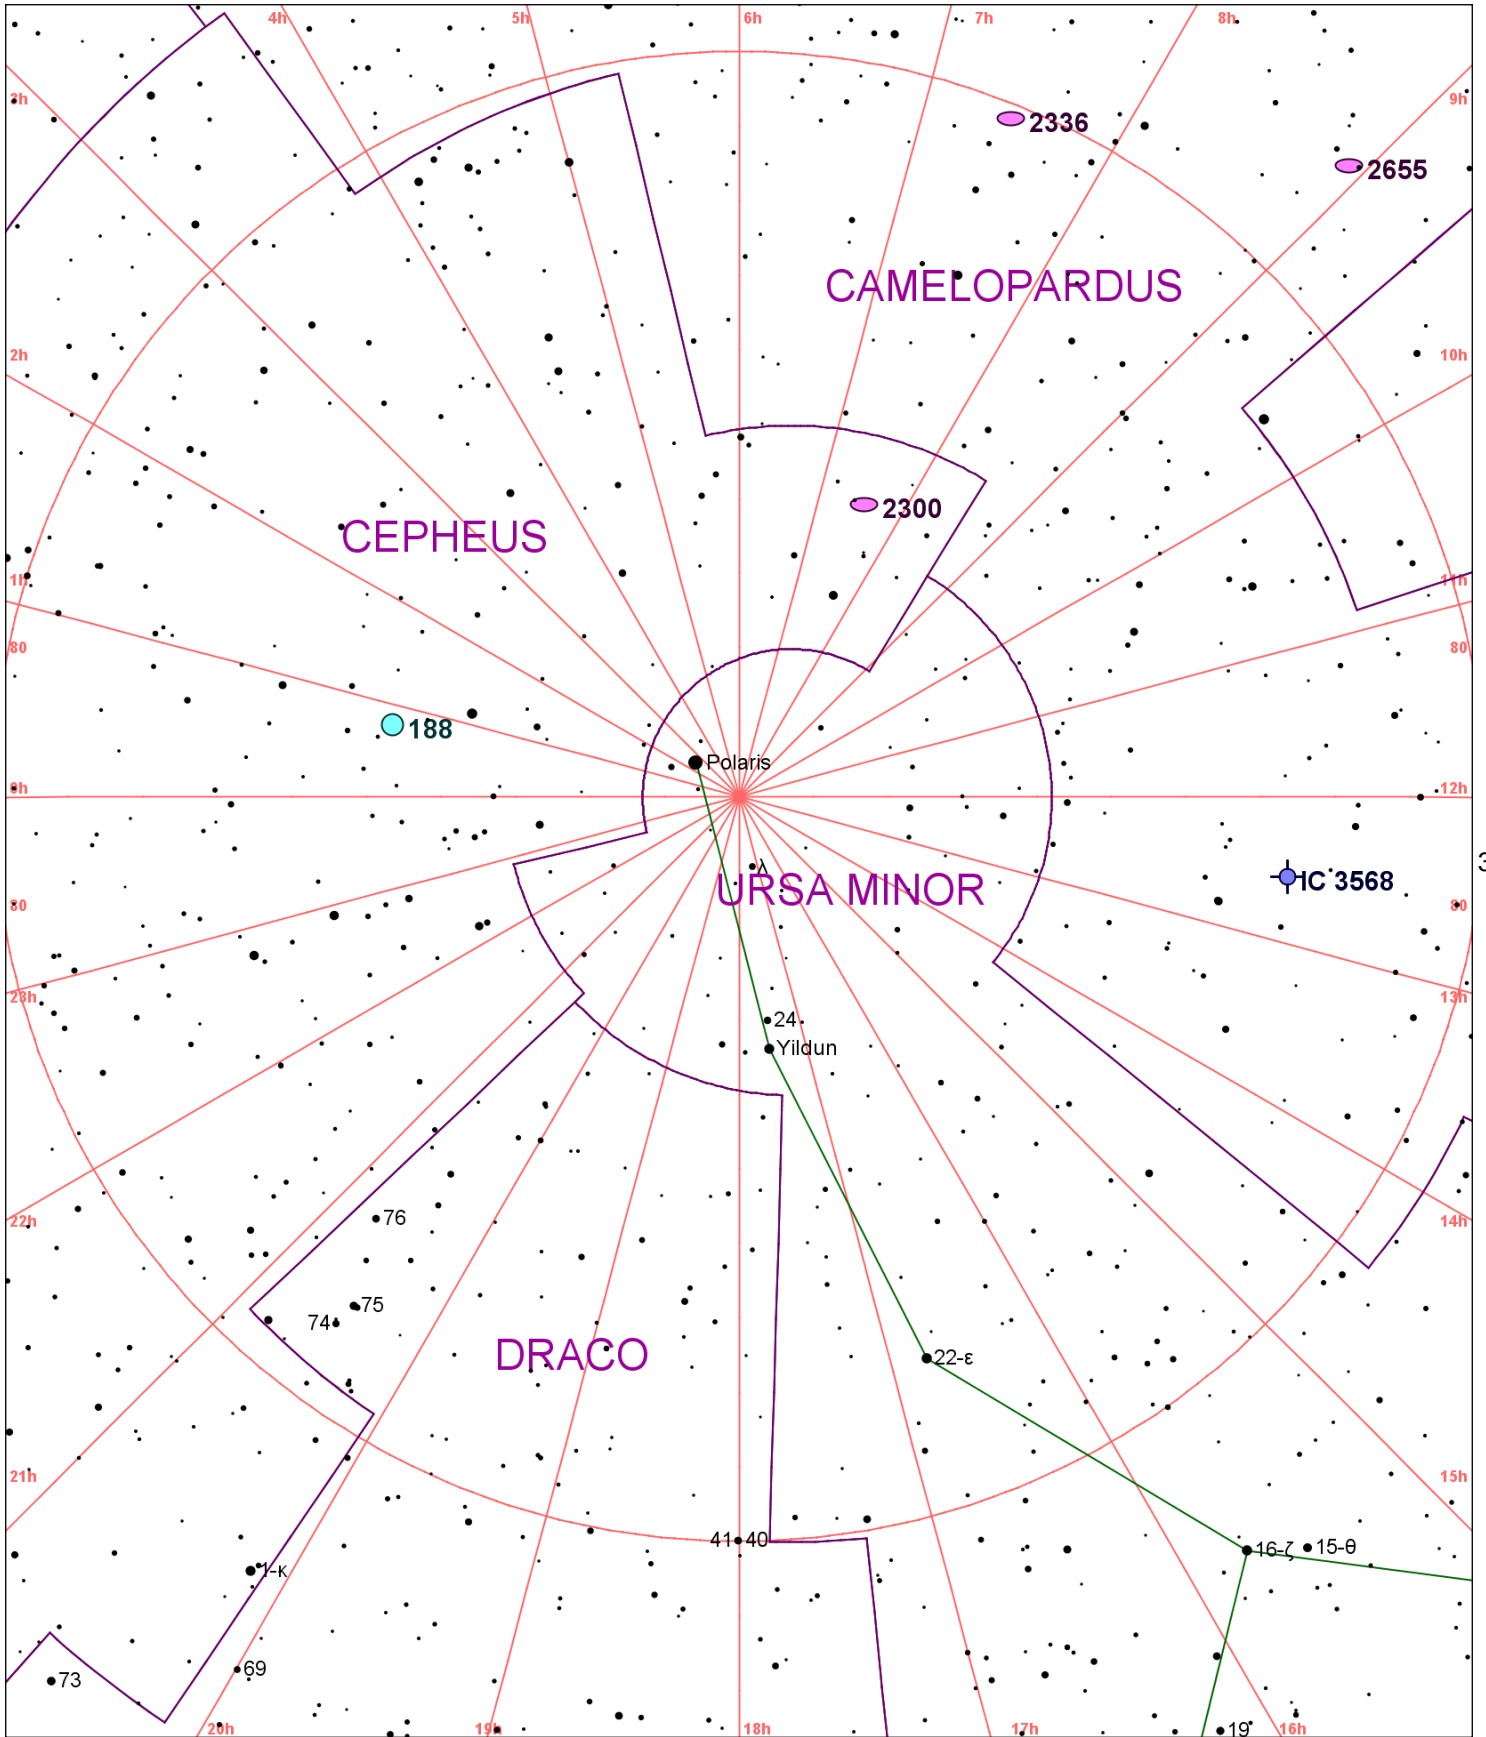 4h 5h 6h 7h 8h
3h 9h
2336
2655
CAMELOPARDUS
2h 10h
2300
CEPHEUS
1h 11h
80 80
188
Polaris
0h 12h
λ
URSA MINOR
IC 3568
80 80
23h 13h
24
Yildun
76
22h 14h
75
74
DRACO
22-ε
21h 15h
41 40
16-ζ 15-θ
1-κ
69
73
19
20h 19h 18h 17h 16h